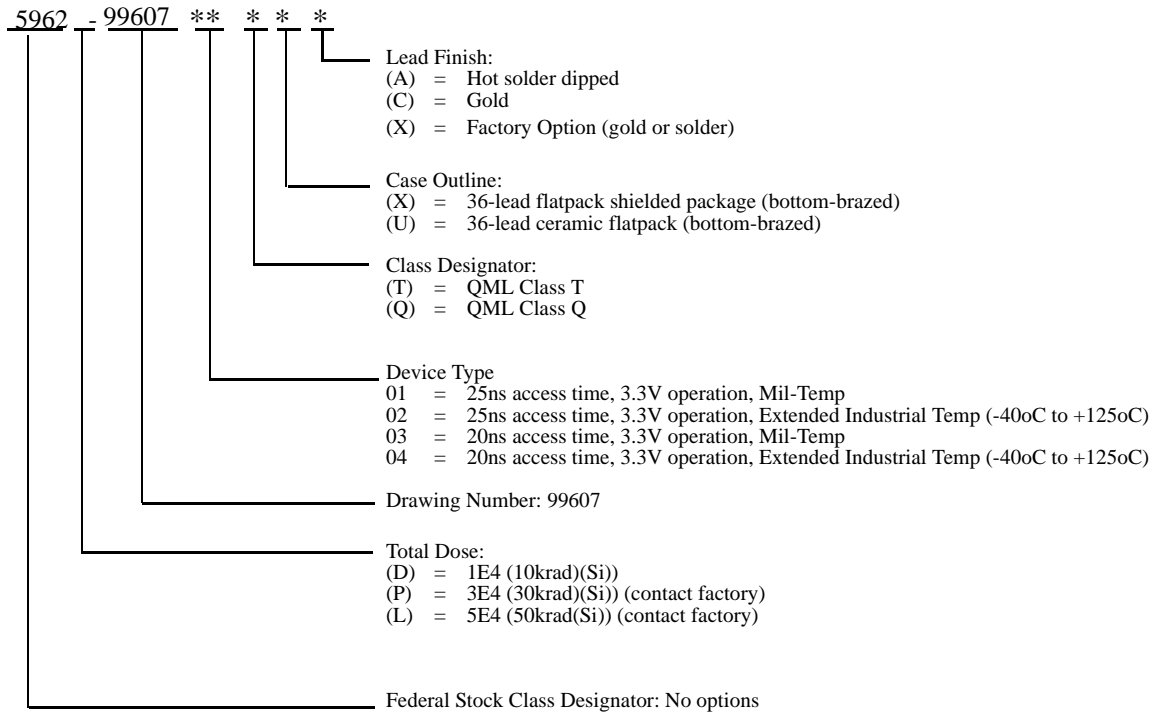 5962 - 99607 ** * * *
Lead Finish:
(A) = Hot solder dipped
(C) = Gold
(X) = Factory Option (gold or solder)
Case Outline:
(X) = 36-lead flatpack shielded package (bottom-brazed)
(U) = 36-lead ceramic flatpack (bottom-brazed)
Class Designator:
(T) = QML Class T
(Q) = QML Class Q
Device Type
01 = 25ns access time, 3.3V operation, Mil-Temp
02 = 25ns access time, 3.3V operation, Extended Industrial Temp (-40oC to +125oC)
03 = 20ns access time, 3.3V operation, Mil-Temp
04 = 20ns access time, 3.3V operation, Extended Industrial Temp (-40oC to +125oC)
Drawing Number: 99607
Total Dose:
(D) = 1E4 (10krad)(Si))
(P) = 3E4 (30krad)(Si)) (contact factory)
(L) = 5E4 (50krad(Si)) (contact factory)
Federal Stock Class Designator: No options